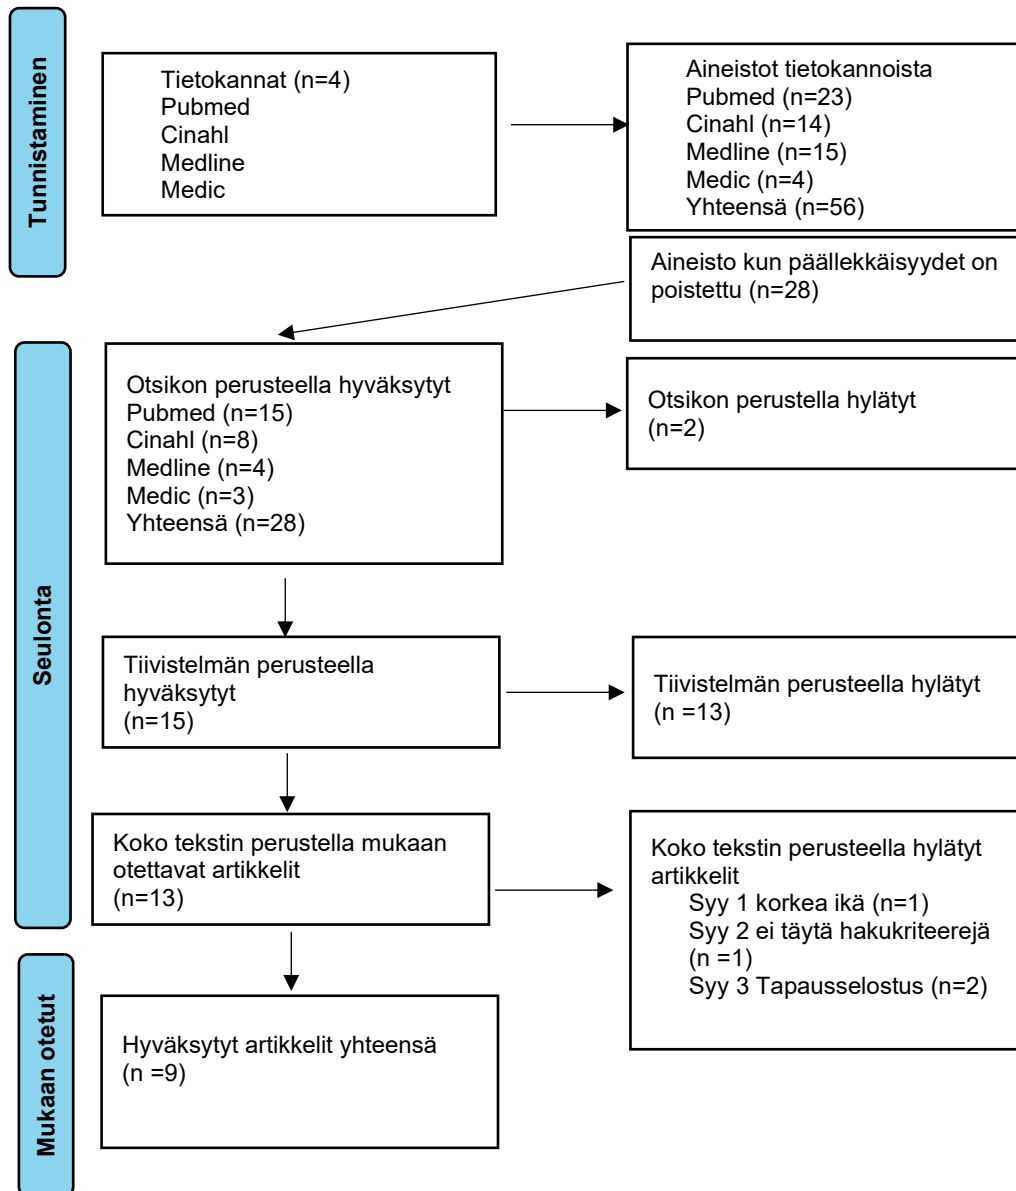 Tunnistaminen
Tietokannat (n=4)
Pubmed
Cinahl
Medline
Medic
Aineistot tietokannoista
Pubmed (n=23)
Cinahl (n=14)
Medline (n=15)
Medic (n=4)
Yhteensä (n=56)
Aineisto kun päällekkäisyydet on
poistettu (n=28)
Seulonta
Otsikon perusteella hyväksytyt
Pubmed (n=15)
Cinahl (n=8)
Medline (n=4)
Medic (n=3)
Yhteensä (n=28)
Otsikon perustella hylätyt
(n=2)
Tiivistelmän perusteella
hyväksytyt
(n=15)
Tiivistelmän perusteella hylätyt
(n =13)
Koko tekstin perustella mukaan
otettavat artikkelit
(n=13)
Koko tekstin perusteella hylätyt
artikkelit
Syy 1 korkea ikä (n=1)
Syy 2 ei täytä hakukriteerejä
(n =1)
Syy 3 Tapausselostus (n=2)
Mukaan otetut
Hyväksytyt artikkelit yhteensä
(n =9)